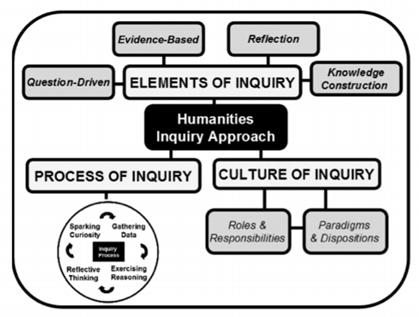 Evidence-Based
Reflection
Question-Driven
ELEMENTS OF INQUIRY
Knowledge
Construction
Humanities
Inquiry Approach
PROCESS OF INQUIRY
CULTURE OF INQUIRY
Sparking
Curiosity
Gathering
Data
Inquiry
Process
Reflective
Thinking
Exercising
Reasoning
Roles &
Responsibilities
Paradigms
& Dispositions